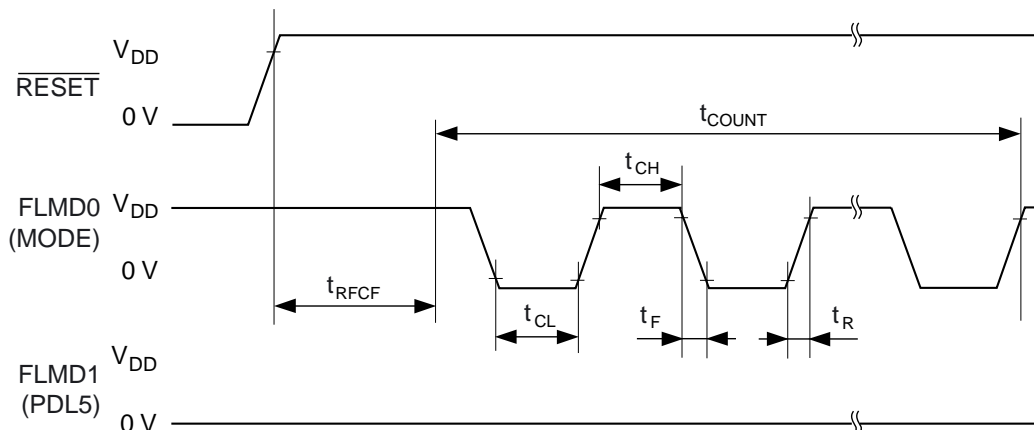 V_DD
RESET
0 V
t_COUNT
t_CH
FLMD0 V_DD
(MODE)
0 V
t_RFCF
t_CL
t_F
t_R
V_DD
FLMD1
(PDL5)
0 V